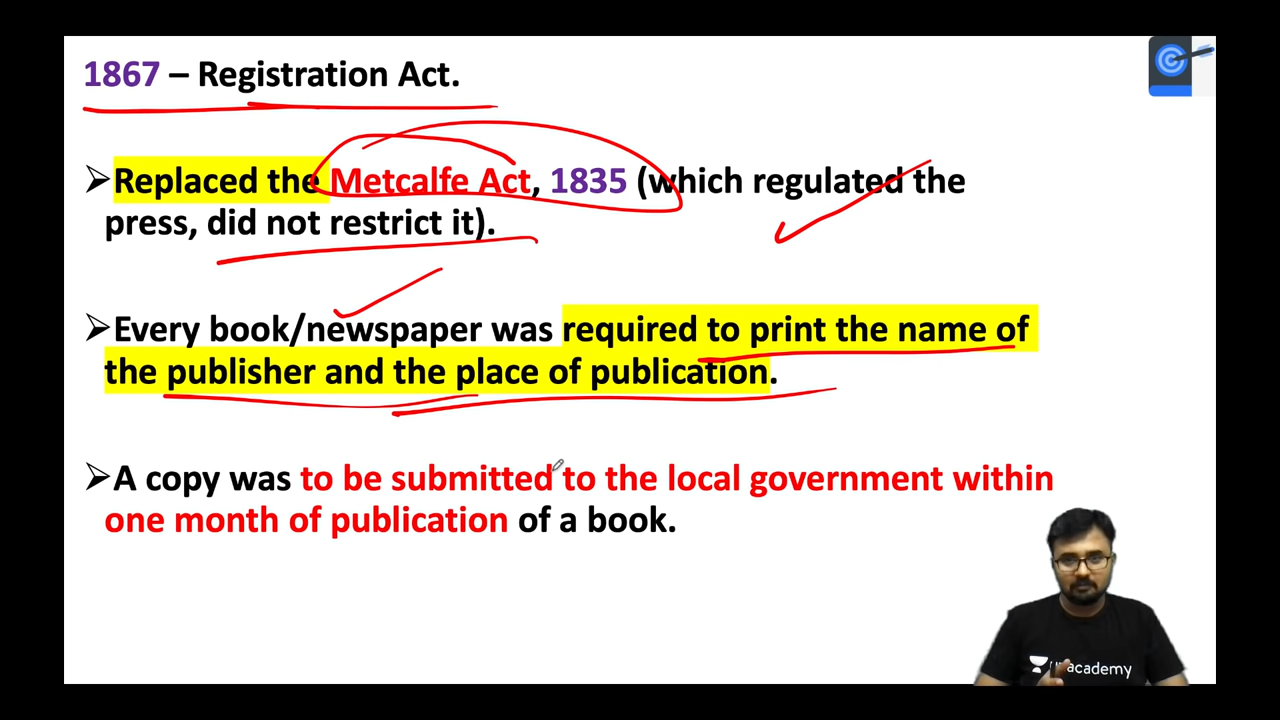 1867 – Registration Act.
➢Replaced the Metcalfe Act, 1835 (which regulated the
press, did not restrict it).
➢Every book/newspaper was required to print the name of
the publisher and the place of publication.
➢A copy was to be submitted to the local government within
one month of publication of a book.